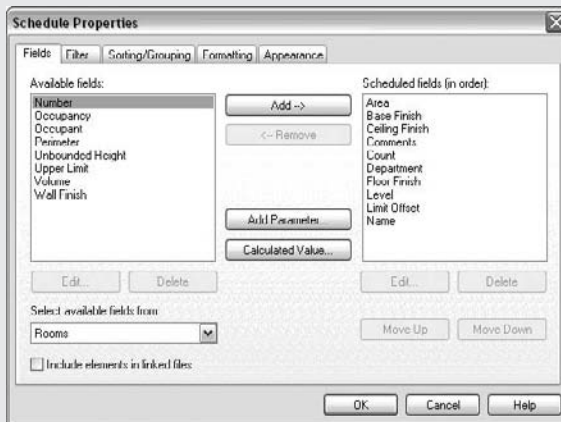 Schedule Properties
Fields Filter Sorting/Grouping Formatting Appearance
Available fields:
Number
Occupancy
Occupant
Perimeter
Unbounded Height
Upper Limit
Volume
Wall Finish
Add -->
<-- Remove
Add Parameter...
Calculated Value...
Scheduled fields (in order):
Area
Base Finish
Ceiling Finish
Comments
Count
Department
Floor Finish
Level
Limit Offset
Name
Edit... Delete
Edit... Delete
Select available fields from:
Rooms
Move Up Move Down
Include elements in linked files
OK Cancel Help